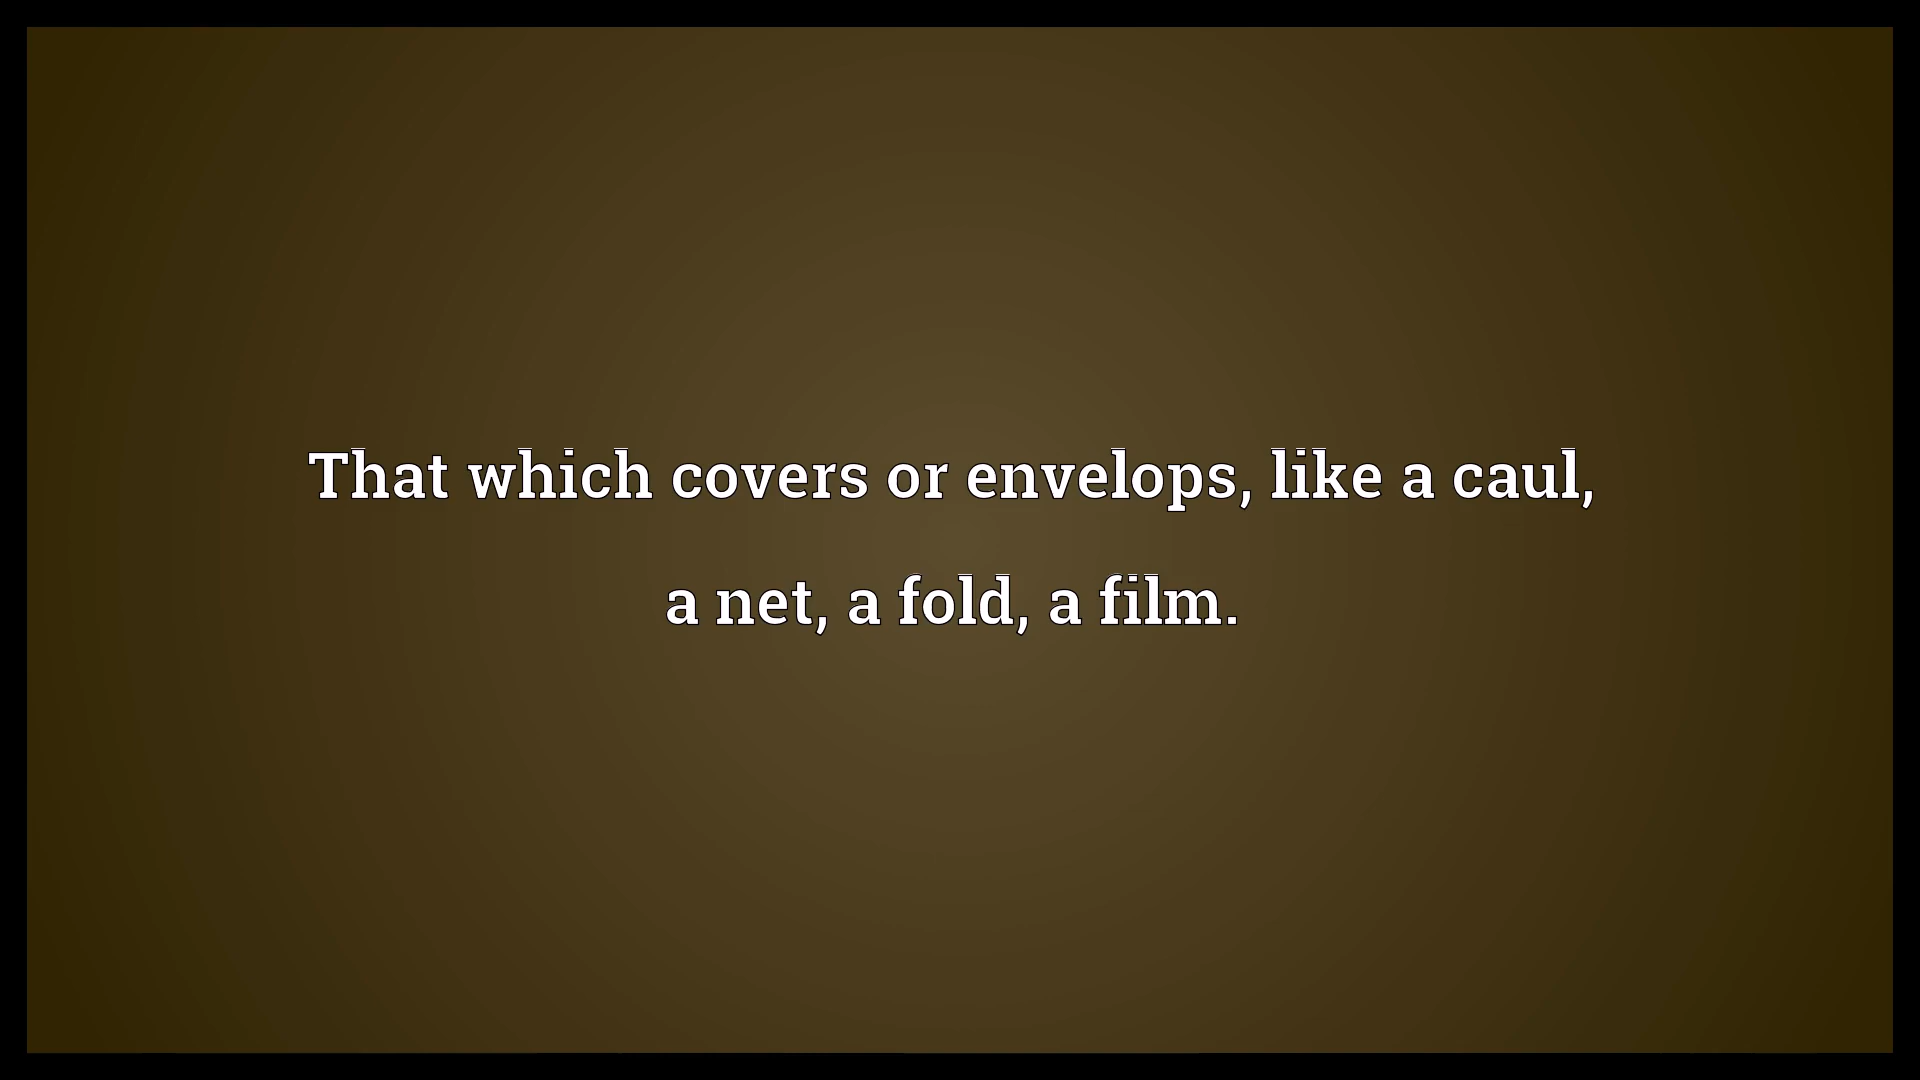 That which covers or envelops, like a caul,
a net, a fold, a film.